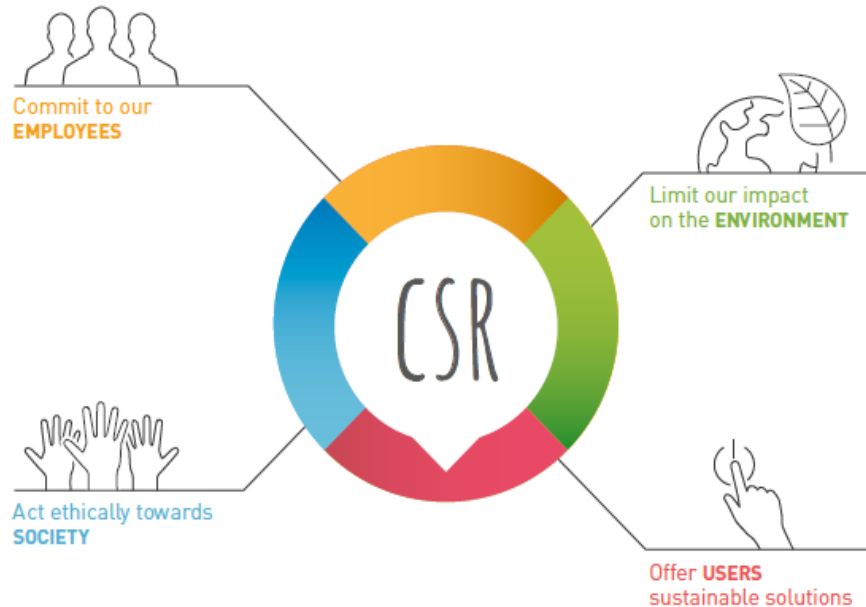 Commit to our
EMPLOYEES
Limit our impact
on the ENVIRONMENT
CSR
Act ethically towards
SOCIETY
Offer USERS
sustainable solutions